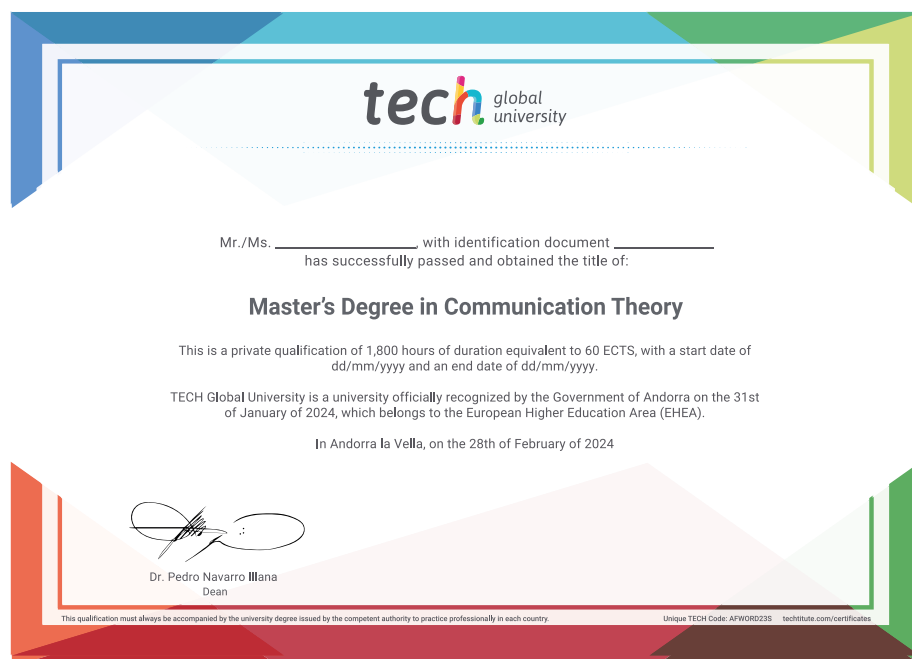 tech global university
Mr./Ms. ________________, with identification document ____________
has successfully passed and obtained the title of:
Master's Degree in Communication Theory
This is a private qualification of 1,800 hours of duration equivalent to 60 ECTS, with a start date of
dd/mm/yyyy and an end date of dd/mm/yyyy.
TECH Global University is a university officially recognized by the Government of Andorra on the 31st
of January of 2024, which belongs to the European Higher Education Area (EHEA).
In Andorra la Vella, on the 28th of February of 2024
Dr. Pedro Navarro Illana
Dean
This qualification must always be accompanied by the university degree issued by the competent authority to practice professionally in each country.
Unique TECH Code: AFWORD23S techtitute.com/certificates